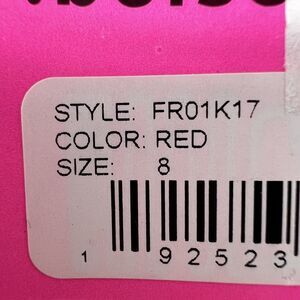 STYLE: FR01K17
COLOR: RED
SIZE: 8
1 92523